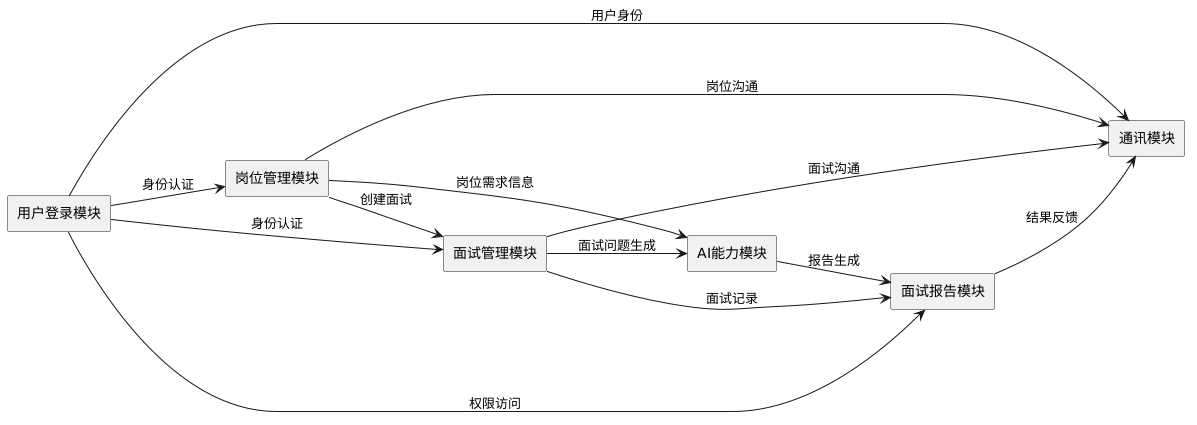 用户身份
岗位沟通
通讯模块
面试沟通
岗位管理模块
岗位需求信息
身份认证
创建面试
用户登录模块
结果反馈
身份认证
面试管理模块
面试问题生成
AI能力模块
报告生成
面试报告模块
面试记录
权限访问